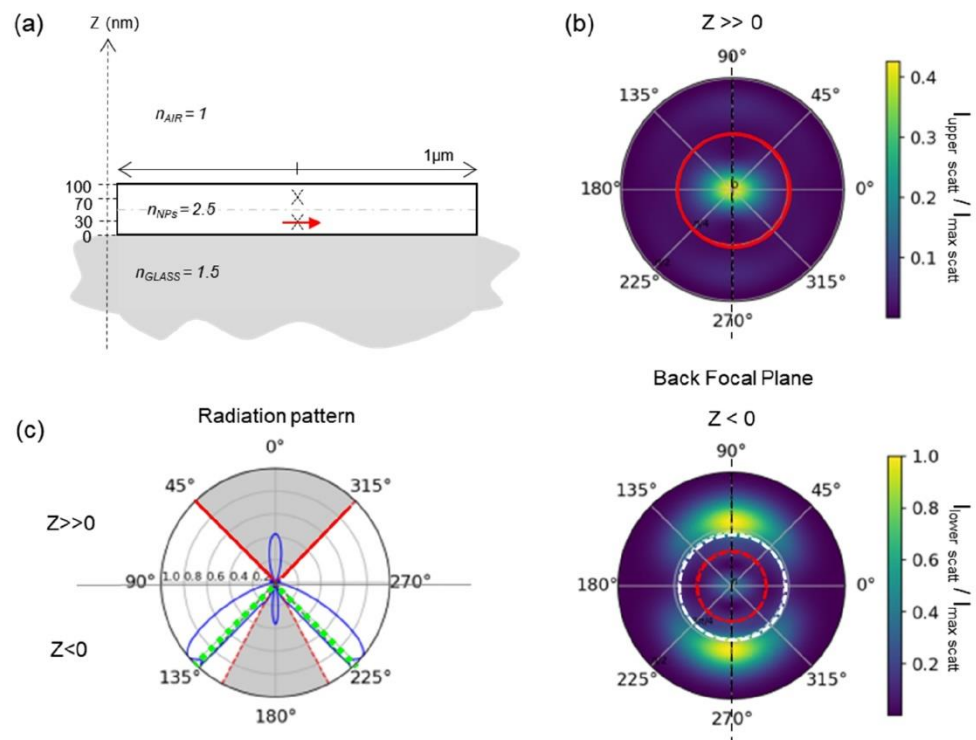 (a)
Z (nm)
n_AIR = 1
1µm
100
70
30
0
n_NPs = 2.5
n_GLASS = 1.5
(b)
Z >> 0
90°
135°
45°
180°
0°
225°
315°
270°
0.4
0.3
0.2
0.1
I_upper scatt / I_max scatt
Back Focal Plane
Z < 0
90°
135°
45°
180°
0°
225°
315°
270°
1.0
0.8
0.6
0.4
0.2
I_lower scatt / I_max scatt
(c)
Radiation pattern
0°
45°
315°
Z>>0
90°
1.0 0.8 0.6 0.4 0.2
270°
Z<0
135°
225°
180°